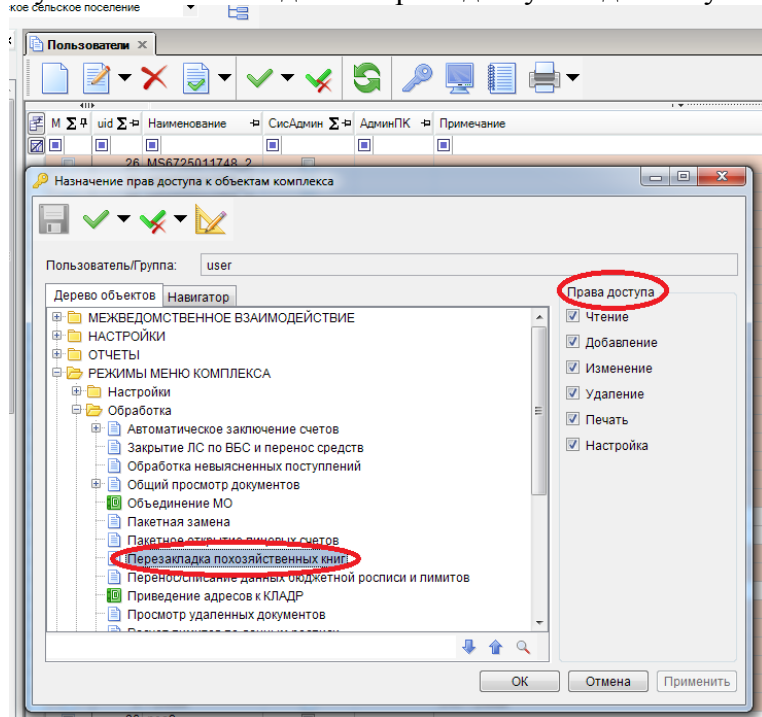 кое сельское поселение
Пользователи
М uid Наименование СисАдмин АдминПК Примечание
26 MS6725011748_2
Назначение прав доступа к объектам комплекса
Пользователь/Группа: user
Дерево объектов Навигатор
МЕЖВЕДОМСТВЕННОЕ ВЗАИМОДЕЙСТВИЕ
НАСТРОЙКИ
ОТЧЕТЫ
РЕЖИМЫ МЕНЮ КОМПЛЕКСА
Настройки
Обработка
Автоматическое заключение счетов
Закрытие ЛС по ВБС и перенос средств
Обработка невыясненных поступлений
Общий просмотр документов
Объединение МО
Пакетная замена
Пакетное открытие лицевых счетов
Перезакладка похозяйственных книг
Перенос/списание данных бюджетной росписи и лимитов
Приведение адресов к КЛАДР
Просмотр удаленных документов
Права доступа
Чтение
Добавление
Изменение
Удаление
Печать
Настройка
ОК Отмена Применить